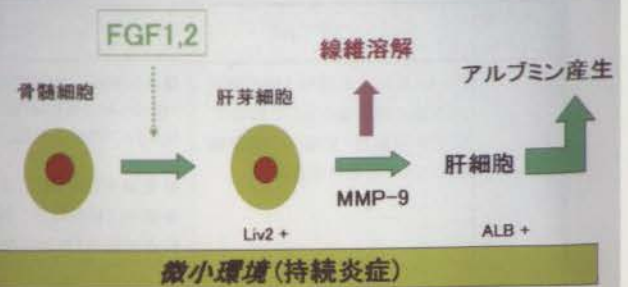 FGF1,2
線維溶解
アルブミン産生
骨髄細胞
肝芽細胞
肝細胞
MMP-9
Liv2 +
ALB +
微小環境(持続炎症)